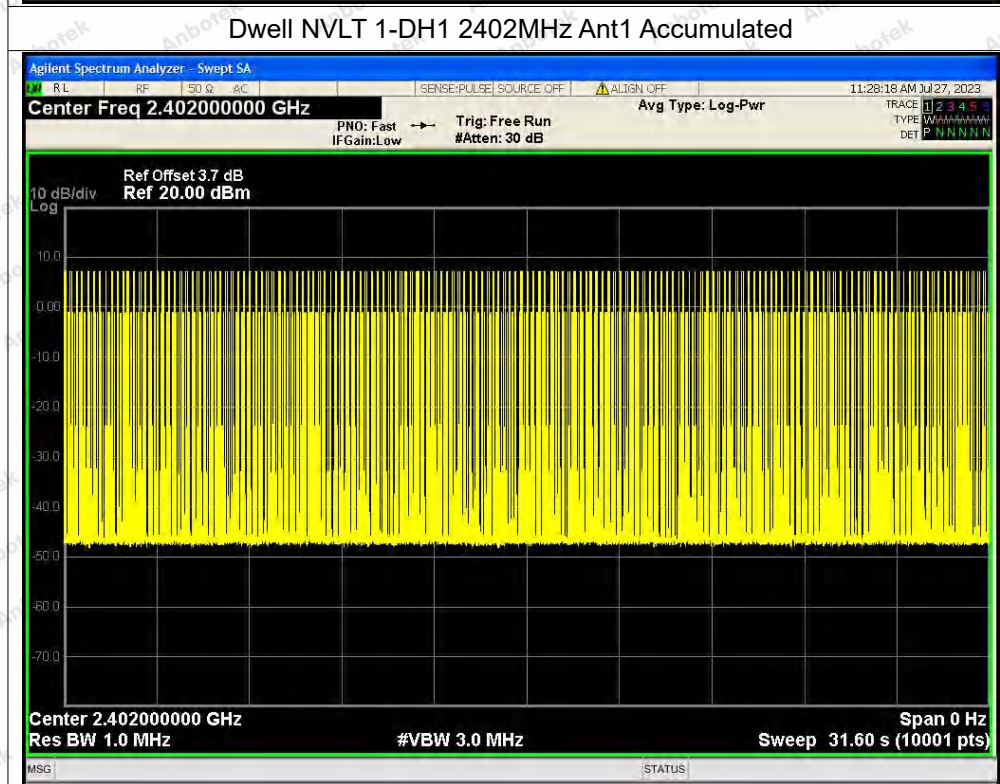 Dwell NVLT 1-DH1 2402MHz Ant1 Accumulated
Agilent Spectrum Analyzer - Swept SA
RL RF 50 Ω AC SENSE:PULSE SOURCE OFF ALIGN OFF 11:28:18 AM Jul 27, 2023
Center Freq 2.402000000 GHz
PNO: Fast
IFGain:Low
Trig: Free Run
#Atten: 30 dB
Avg Type: Log-Pwr
TRACE 1 2 3 4 5 6
TYPE W
DET P N N N N N
Ref Offset 3.7 dB
10 dB/div Ref 20.00 dBm
Log
10.0
0.00
-10.0
-20.0
-30.0
-40.0
-50.0
-60.0
-70.0
Center 2.402000000 GHz Span 0 Hz
Res BW 1.0 MHz #VBW 3.0 MHz Sweep 31.60 s (10001 pts)
MSG STATUS
Anbotek